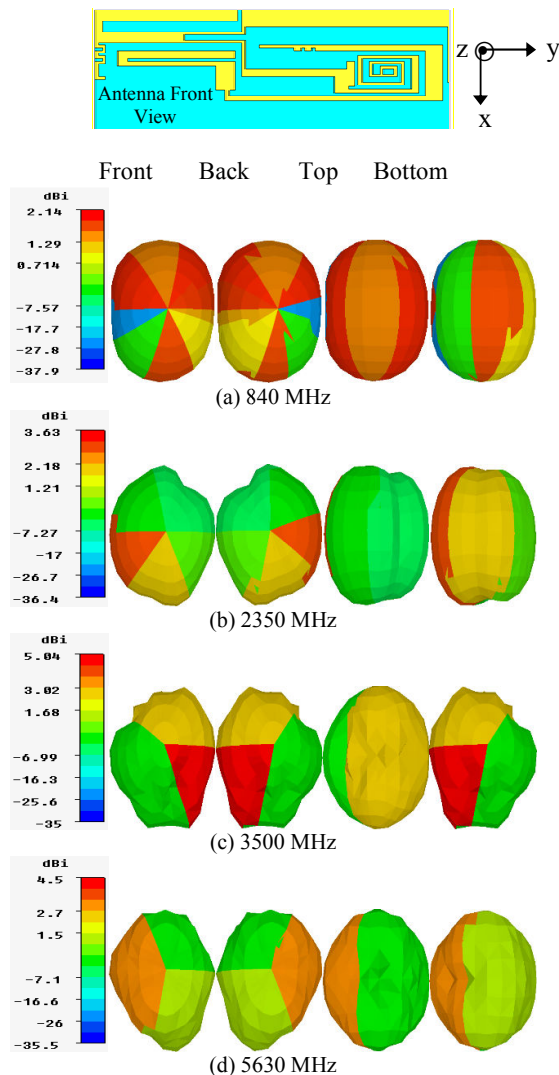 Antenna Front
View
z
y
x
Front Back Top Bottom
dBi
2.14
1.29
0.714
-7.57
-17.7
-27.8
-37.9
(a) 840 MHz
dBi
3.63
2.18
1.21
-7.27
-17
-26.7
-36.4
(b) 2350 MHz
dBi
5.04
3.02
1.68
-6.99
-16.3
-25.6
-35
(c) 3500 MHz
dBi
4.5
2.7
1.5
-7.1
-16.6
-26
-35.5
(d) 5630 MHz